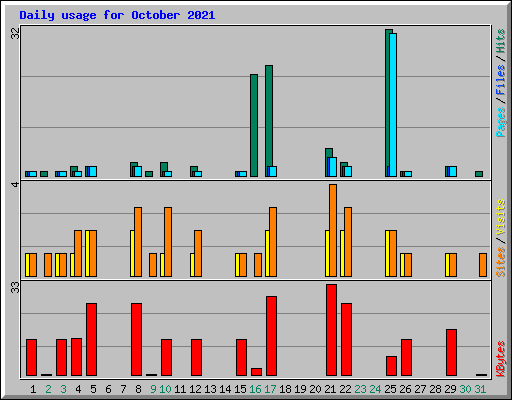 Daily usage for October 2021
32
4
33
Pages / Files / Hits
Sites / Visits
KBytes
1 2 3 4 5 6 7 8 9 10 11 12 13 14 15 16 17 18 19 20 21 22 23 24 25 26 27 28 29 30 31